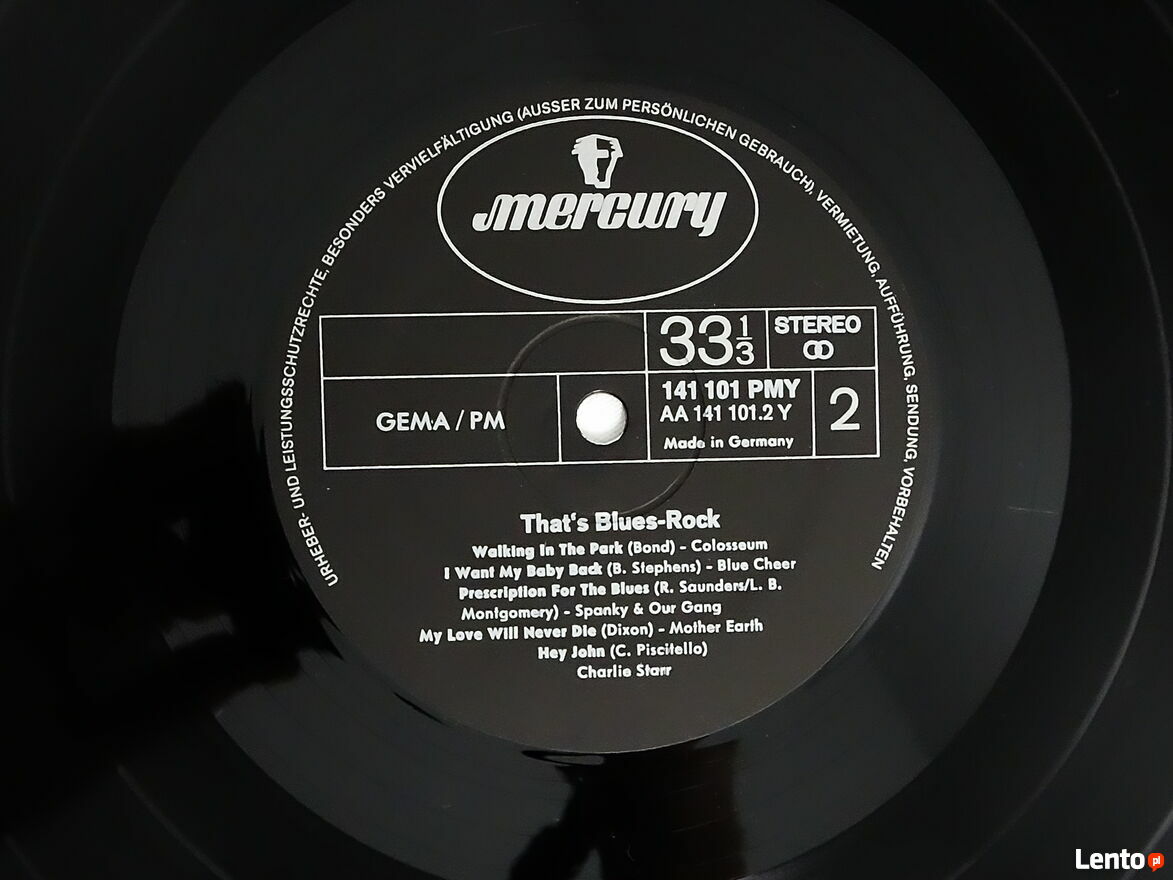 URHEBER- UND LEISTUNGSSCHUTZRECHTE, BESONDERS VERVIELFÄLTIGUNG (AUSSER ZUM PERSÖNLICHEN GEBRAUCH), VERMIETUNG, AUFFÜHRUNG, SENDUNG, VORBEHALTEN
mercury
33 1/3
STEREO
GEMA / PM
141 101 PMY
AA 141 101.2 Y
Made in Germany
2
That's Blues-Rock
Walking In The Park (Bond) - Colosseum
I Want My Baby Back (B. Stephens) - Blue Cheer
Prescription For The Blues (R. Saunders/L. B.
Montgomery) - Spanky & Our Gang
My Love Will Never Die (Dixon) - Mother Earth
Hey John (C. Piscitello)
Charlie Starr
Lento pl